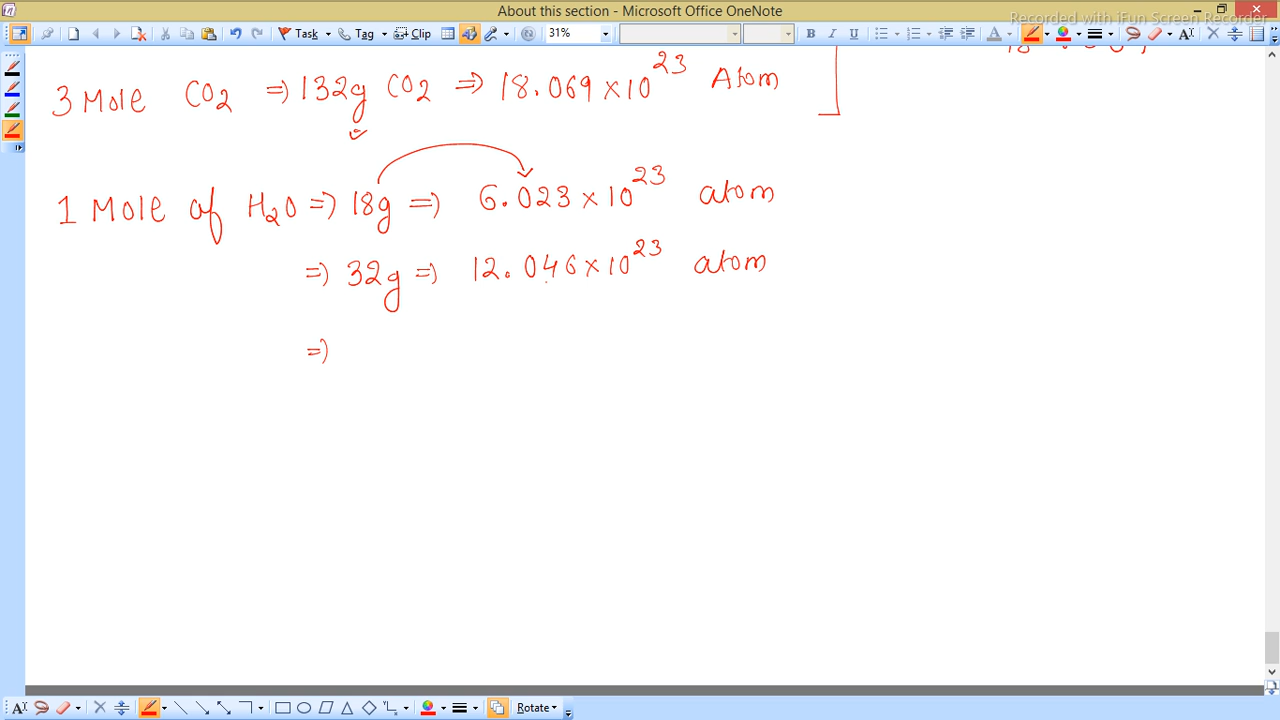 About this section - Microsoft Office OneNote
Recorded with iFun Screen Recorder
Task Tag Clip 31% B I U A
3 Mole CO2 ⇒ 132g CO2 ⇒ 18.069 × 10^23 Atom
1 Mole of H2O ⇒ 18g ⇒ 6.023 × 10^23 atom
⇒ 32g ⇒ 12.046 × 10^23 atom
⇒
Rotate